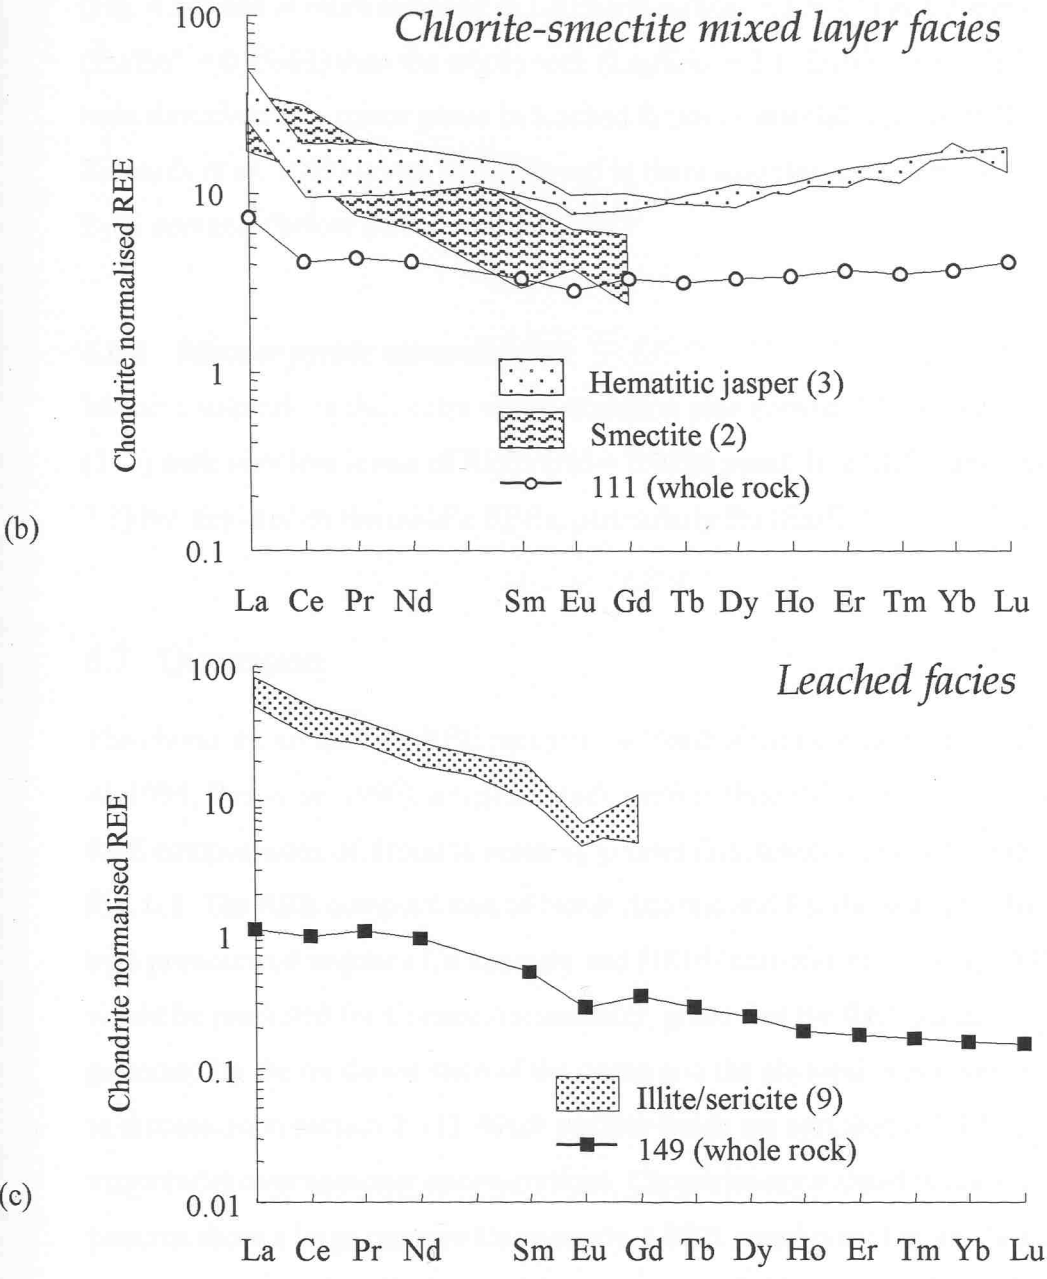 100
Chlorite-smectite mixed layer facies
10
1
0.1
Chondrite normalised REE
Hematitic jasper (3)
Smectite (2)
111 (whole rock)
(b)
La Ce Pr Nd Sm Eu Gd Tb Dy Ho Er Tm Yb Lu
100
Leached facies
10
1
0.1
0.01
Chondrite normalised REE
Illite/sericite (9)
149 (whole rock)
(c)
La Ce Pr Nd Sm Eu Gd Tb Dy Ho Er Tm Yb Lu